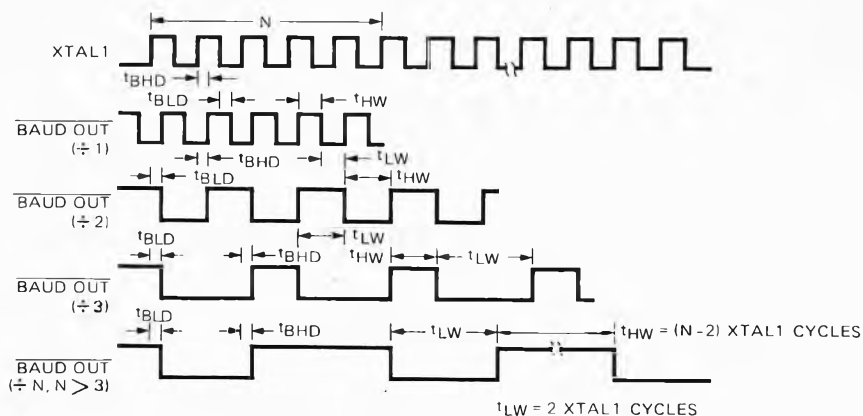 N
XTAL1
tBHD
tBLD
tHW
BAUD OUT
(÷1)
tBHD
tLW
tBLD
tHW
BAUD OUT
(÷2)
tLW
tBLD
tBHD
tHW
tLW
BAUD OUT
(÷3)
tBLD
tBHD
tLW
tHW = (N-2) XTAL1 CYCLES
BAUD OUT
(÷ N, N > 3)
tLW = 2 XTAL1 CYCLES